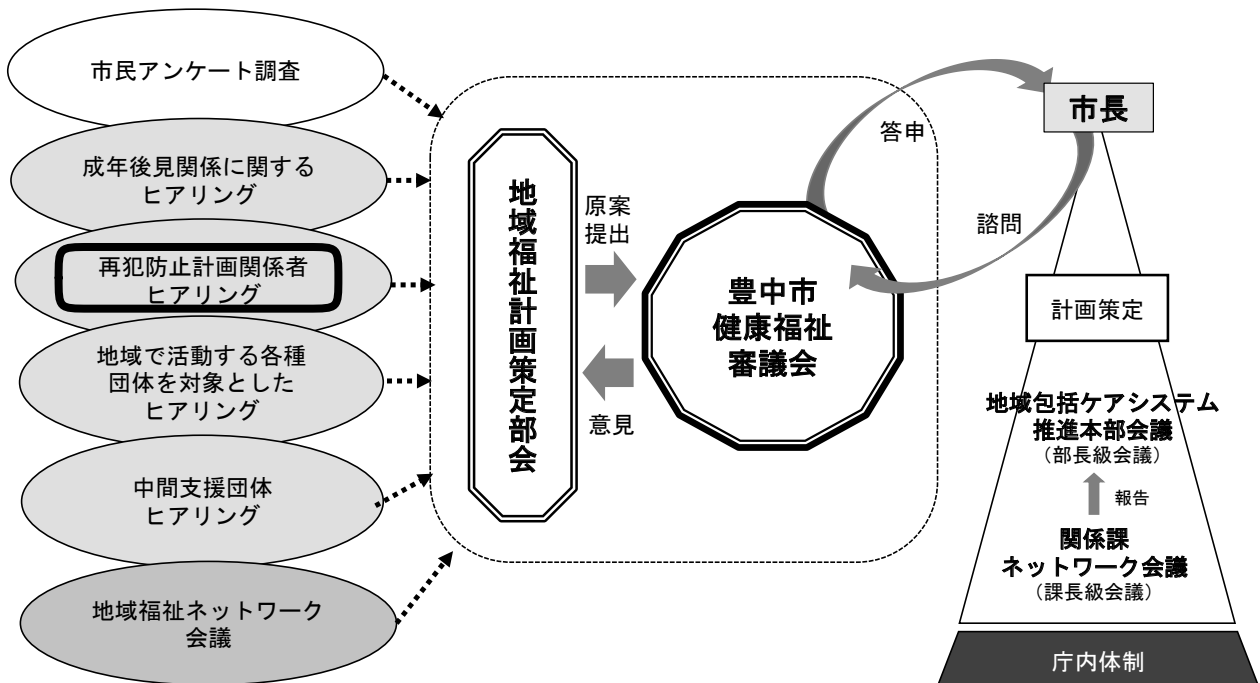 市民アンケート調査
成年後見関係に関する
ヒアリング
再犯防止計画関係者
ヒアリング
地域で活動する各種
団体を対象とした
ヒアリング
中間支援団体
ヒアリング
地域福祉ネットワーク
会議
地域福祉計画策定部会
原案
提出
意見
豊中市
健康福祉
審議会
答申
諮問
市長
計画策定
地域包括ケアシステム
推進本部会議
（部長級会議）
報告
関係課
ネットワーク会議
（課長級会議）
庁内体制